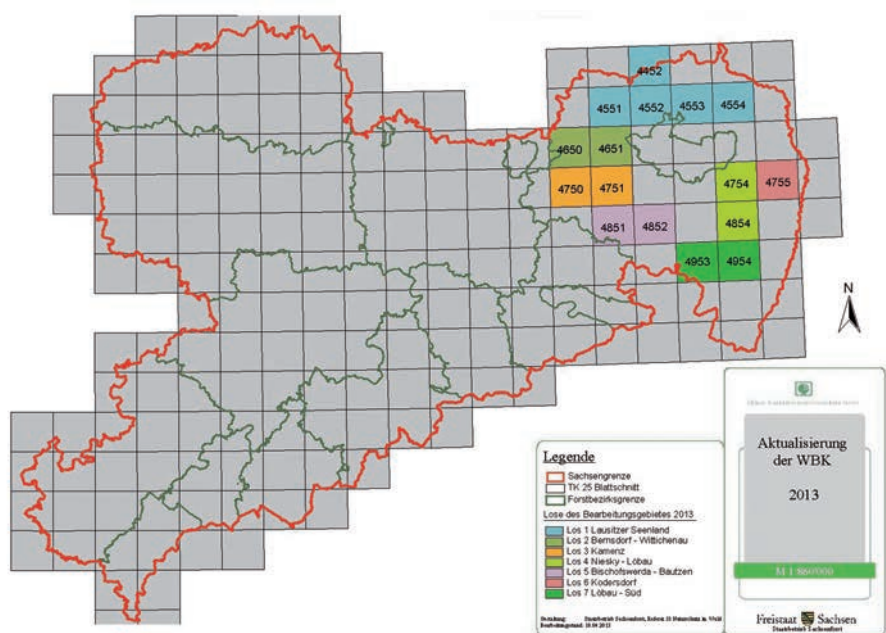 4452
4551 4552 4553 4554
4650 4651
4750 4751 4754 4755
4851 4852 4854
4953 4954
N
Legende
Sachsengrenze
TK 25 Blattschnitt
Forstbezirksgrenze
Lose des Bearbeitungsgebietes 2013
Los 1 Lausitzer Seenland
Los 2 Bernsdorf - Wittichenau
Los 3 Kamenz
Los 4 Niesky - Löbau
Los 5 Bischofswerda - Bautzen
Los 6 Kodersdorf
Los 7 Löbau - Süd
Aktualisierung
der WBK
2013
Freistaat Sachsen
Staatsbetrieb Sachsenforst